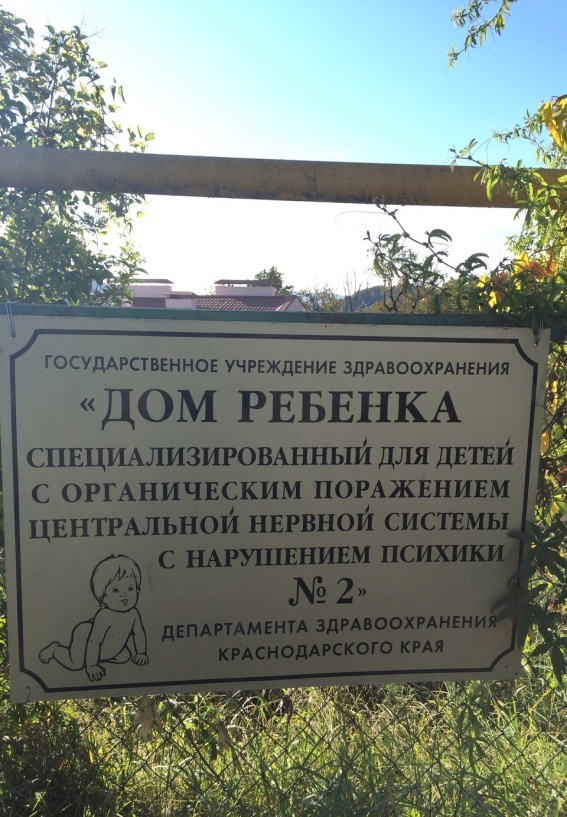 ГОСУДАРСТВЕННОЕ УЧРЕЖДЕНИЕ ЗДРАВООХРАНЕНИЯ
«ДОМ РЕБЕНКА
СПЕЦИАЛИЗИРОВАННЫЙ ДЛЯ ДЕТЕЙ
С ОРГАНИЧЕСКИМ ПОРАЖЕНИЕМ
ЦЕНТРАЛЬНОЙ НЕРВНОЙ СИСТЕМЫ
С НАРУШЕНИЕМ ПСИХИКИ
№ 2»
ДЕПАРТАМЕНТА ЗДРАВООХРАНЕНИЯ
КРАСНОДАРСКОГО КРАЯ